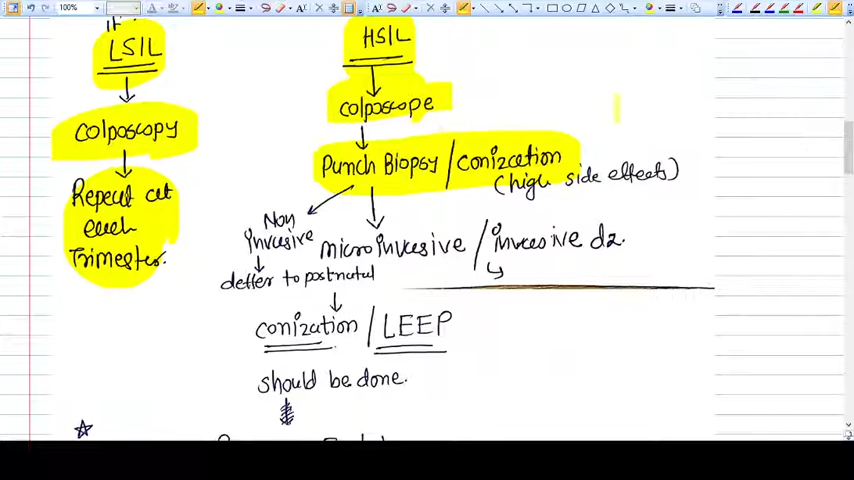 100%
LSIL
HSIL
colposcope
Colposcopy
Punch Biopsy / Conization
(high side effects)
Repeat at
each
Trimester.
Non
invasive
microinvasive / invasive dz.
deffer to postnatal
conization / LEEP
should be done.